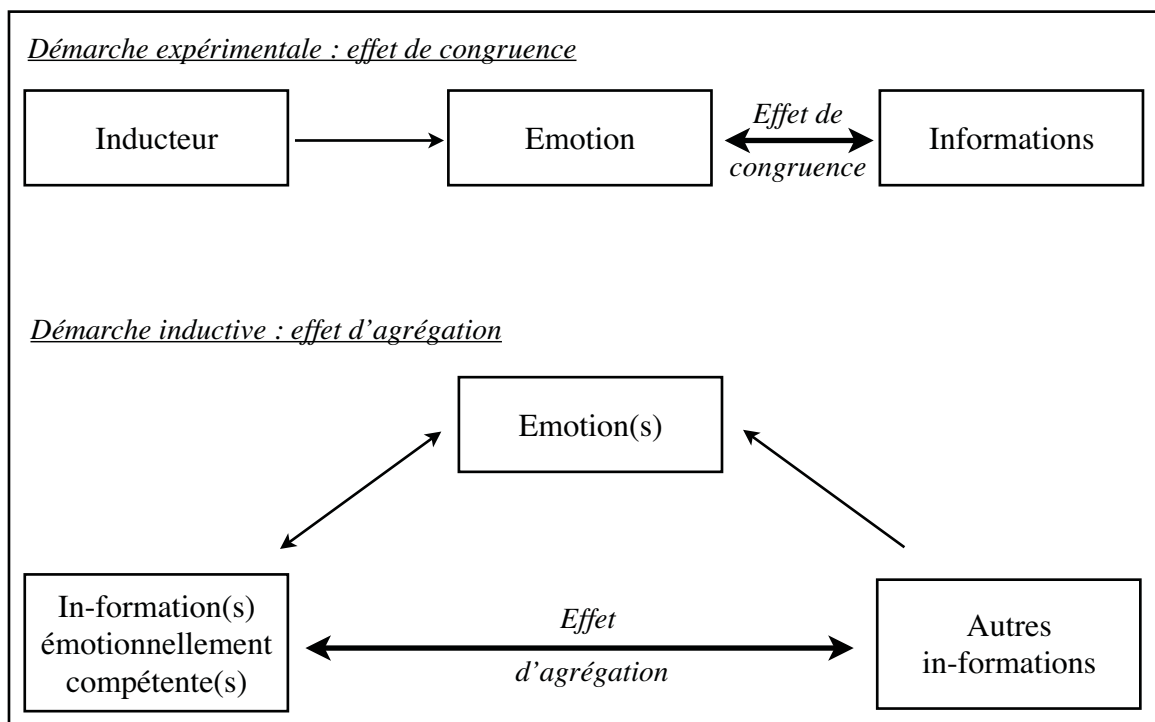 Démarche expérimentale : effet de congruence
Inducteur
Emotion
Effet de
congruence
Informations
Démarche inductive : effet d’agrégation
Emotion(s)
In-formation(s)
émotionnellement
compétente(s)
Effet
d’agrégation
Autres
in-formations